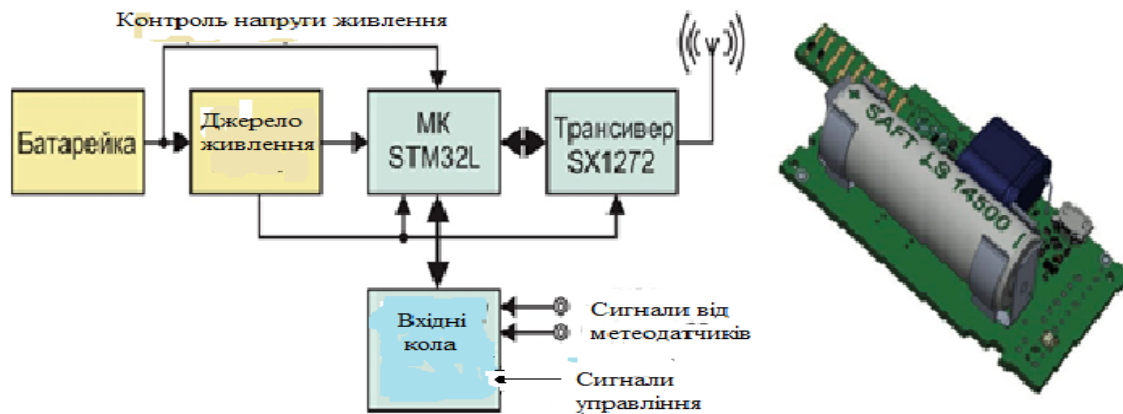 Контроль напруги живлення
Батарейка
Джерело
живлення
МК
STM32L
Трансивер
SX1272
Вхідні
кола
Сигнали від
метеодатчиків
Сигнали
управління
+ SAFT LS 14500 –